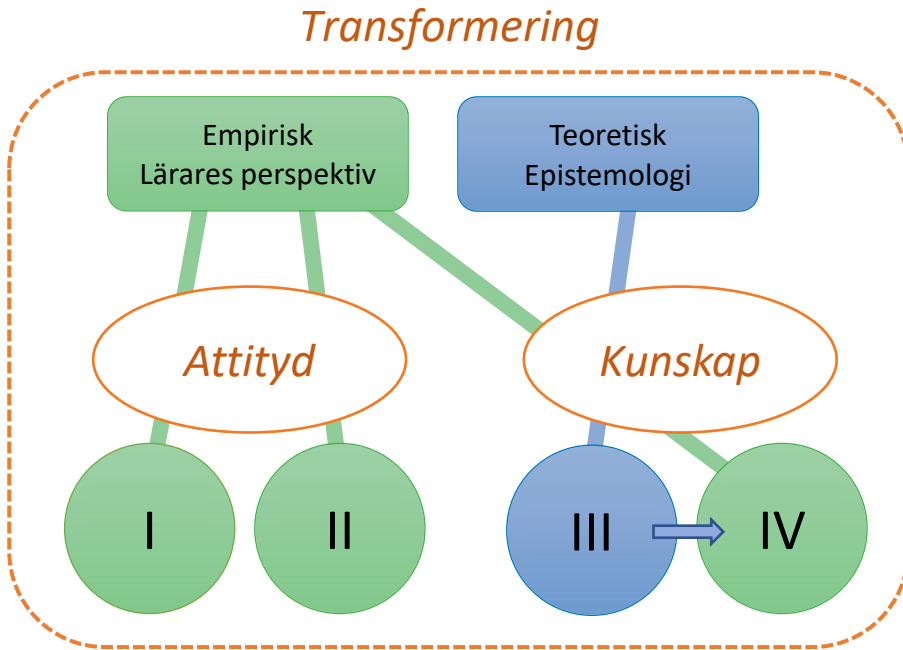 Transformering
Empirisk
Lärares perspektiv
Teoretisk
Epistemologi
Attityd
Kunskap
I
II
III
IV